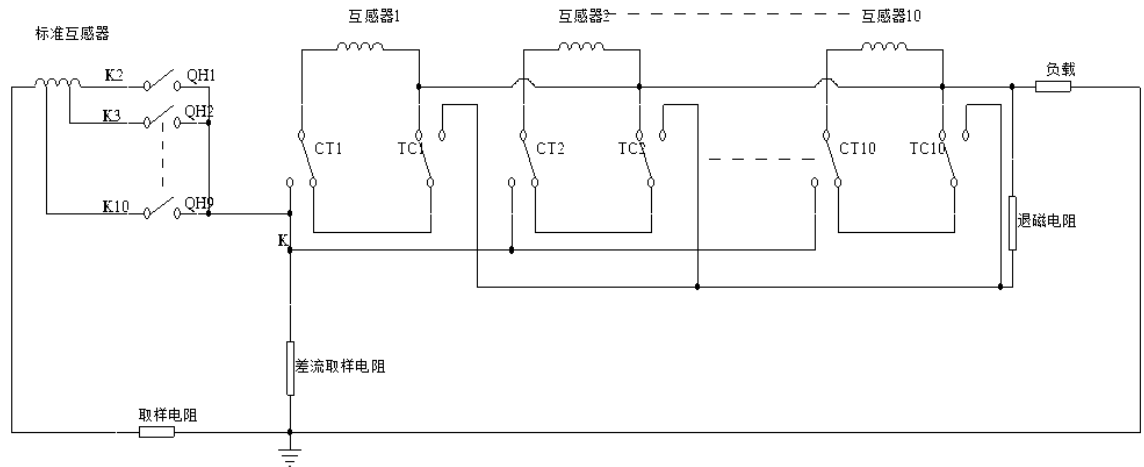 互感器1
互感器2
互感器10
标准互感器
K2
QH1
负载
K3
QH2
CT1
TC1
CT2
TC2
CT10
TC10
K10
QH9
退磁电阻
K
差流取样电阻
取样电阻